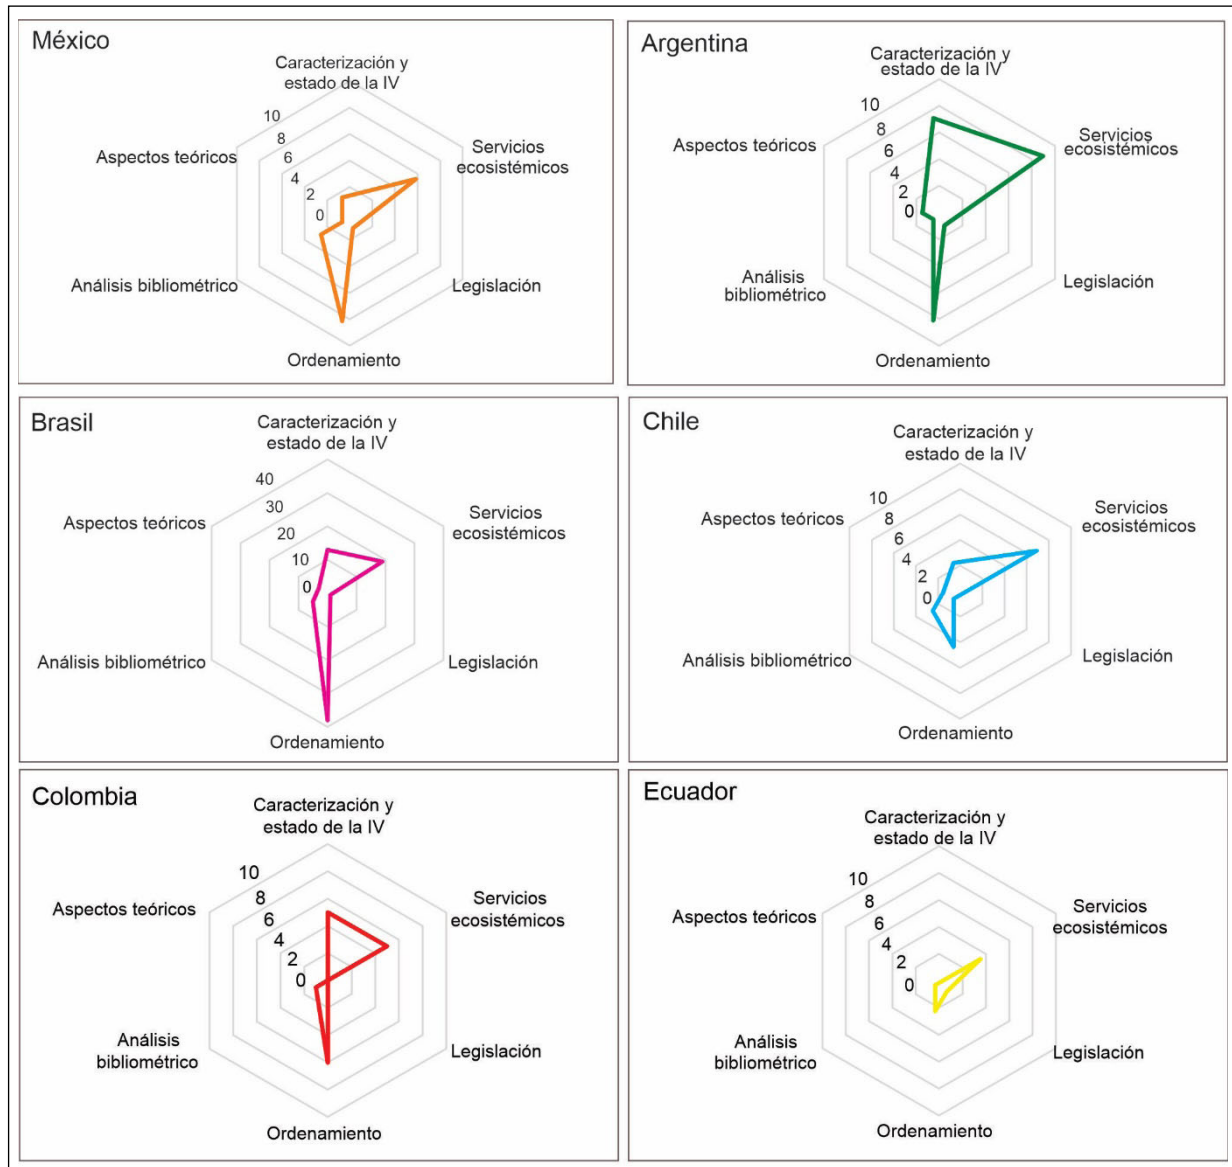 México
Caracterización y
estado de la IV
10
8
6
4
2
0
Aspectos teóricos
Servicios
ecosistémicos
Análisis bibliométrico
Legislación
Ordenamiento
Argentina
Caracterización y
estado de la IV
10
8
6
4
2
0
Aspectos teóricos
Servicios
ecosistémicos
Análisis
bibliométrico
Legislación
Ordenamiento
Brasil
Caracterización y
estado de la IV
40
30
20
10
0
Aspectos teóricos
Servicios
ecosistémicos
Análisis bibliométrico
Legislación
Ordenamiento
Chile
Caracterización y
estado de la IV
10
8
6
4
2
0
Aspectos teóricos
Servicios
ecosistémicos
Análisis bibliométrico
Legislación
Ordenamiento
Colombia
Caracterización y
estado de la IV
10
8
6
4
2
0
Aspectos teóricos
Servicios
ecosistémicos
Análisis
bibliométrico
Legislación
Ordenamiento
Ecuador
Caracterización y
estado de la IV
10
8
6
4
2
0
Aspectos teóricos
Servicios
ecosistémicos
Análisis
bibliométrico
Legislación
Ordenamiento